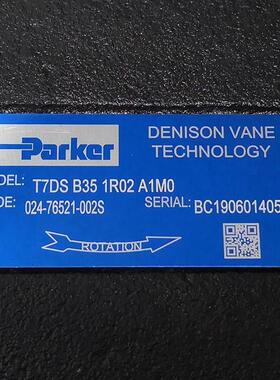 Parker
DENISON VANE
TECHNOLOGY
DEL: T7DS B35 1R02 A1M0
DE: 024-76521-002S
SERIAL: BC190601405
ROTATION